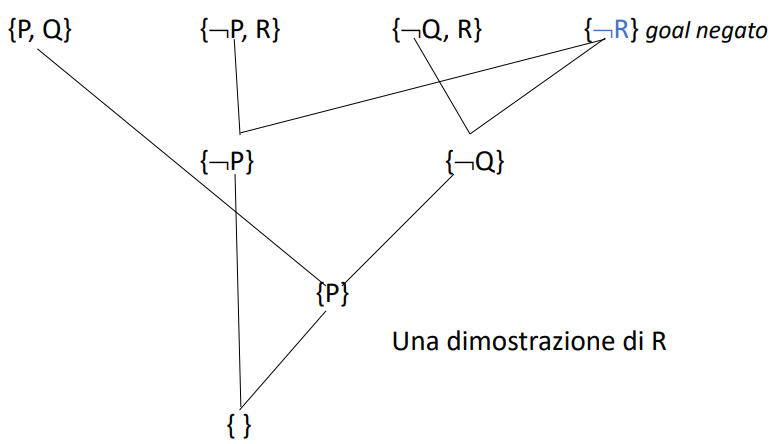 {P, Q} {¬P, R} {¬Q, R} {¬R} goal negato
{¬P} {¬Q}
{P}
Una dimostrazione di R
{ }